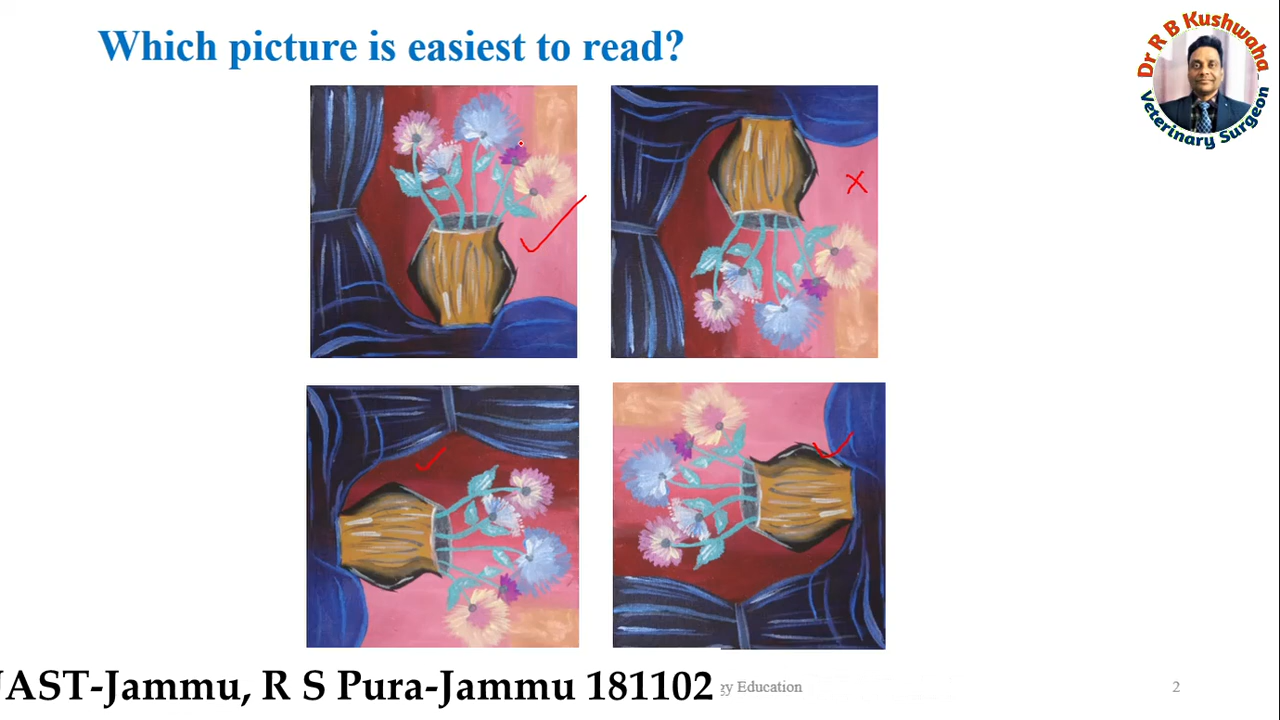 Which picture is easiest to read?
Dr R B Kushwaha
Veterinary Surgeon
AST-Jammu, R S Pura-Jammu 181102
Education
2